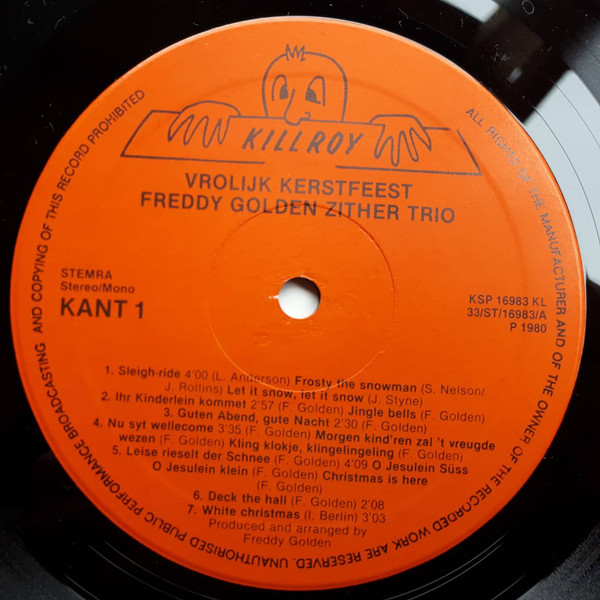 KILLROY
VROLIJK KERSTFEEST
FREDDY GOLDEN ZITHER TRIO
STEMRA
Stereo/Mono
KANT 1
KSP 16983 KL
33/ST/16983/A
P 1980
1. Sleigh-ride 4'00 (L. Anderson) Frosty the snowman (S. Nelson/
J. Rollins) Let it snow, let it snow (J. Styne)
2. Ihr Kinderlein kommet 2'57 (F. Golden) Jingle bells (F. Golden)
3. Guten Abend, gute Nacht 2'30 (F. Golden)
4. Nu syt wellecome 3'35 (F. Golden) Morgen kind'ren zal 't vreugde
wezen (F. Golden) Kling klokje, klingelingeling (F. Golden)
5. Leise rieselt der Schnee (F. Golden) 4'09 O Jesulein Süss
O Jesulein klein (F. Golden) Christmas is here
(F. Golden)
6. Deck the hall (F. Golden) 2'08
7. White christmas (I. Berlin) 3'03
Produced and arranged by
Freddy Golden
ALL RIGHTS OF THE MANUFACTURER AND OF THE OWNER OF THE RECORDED WORK ARE RESERVED. UNAUTHORISED PUBLIC PERFORMANCE BROADCASTING AND COPYING OF THIS RECORD PROHIBITED